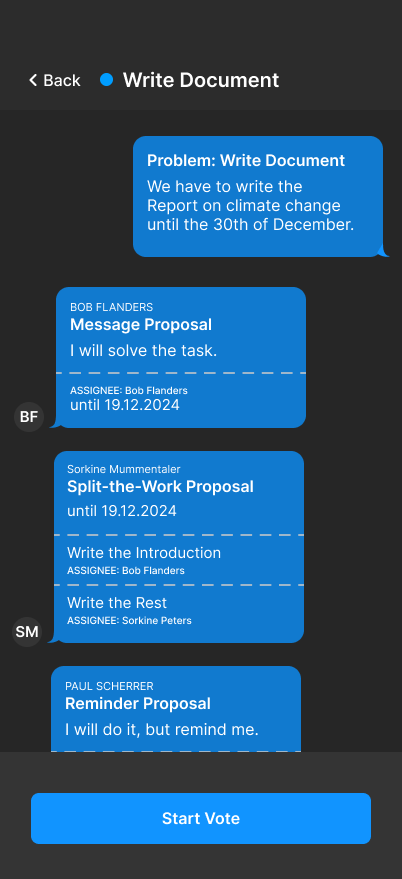 Back
Write Document
Problem: Write Document
We have to write the
Report on climate change
until the 30th of December.
BOB FLANDERS
Message Proposal
I will solve the task.
ASSIGNEE: Bob Flanders
until 19.12.2024
BF
Sorkine Mummentaler
Split-the-Work Proposal
until 19.12.2024
Write the Introduction
ASSIGNEE: Bob Flanders
Write the Rest
ASSIGNEE: Sorkine Peters
SM
PAUL SCHERRER
Reminder Proposal
I will do it, but remind me.
Start Vote